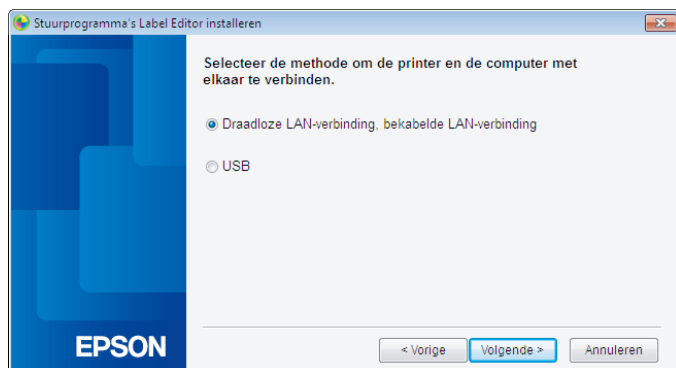 Stuurprogramma's Label Editor installeren
Selecteer de methode om de printer en de computer met
elkaar te verbinden.
Draadloze LAN-verbinding, bekabelde LAN-verbinding
USB
EPSON
< Vorige
Volgende >
Annuleren